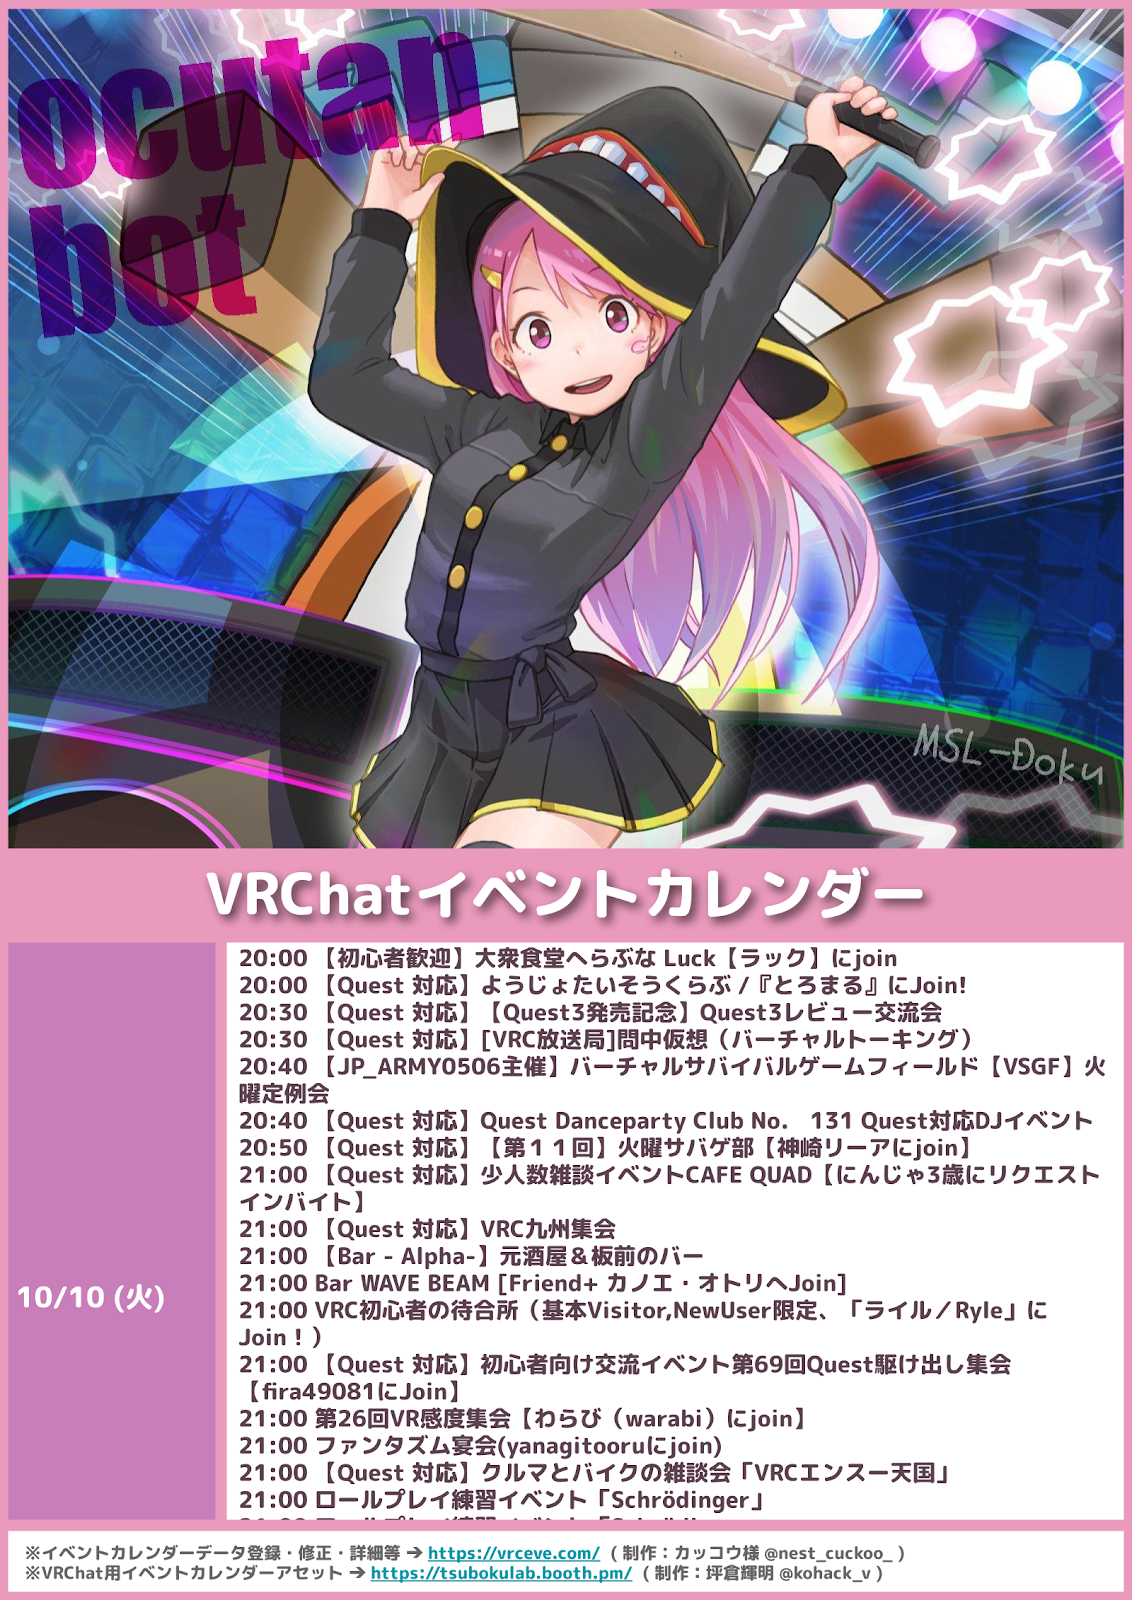 ocutan
bot
MSL-Doku
VRChatイベントカレンダー
10/10 (火)
20:00 【初心者歓迎】大衆食堂へらぶな Luck【ラック】にjoin
20:00 【Quest 対応】ようじょたいそうくらぶ /『とろまる』にJoin!
20:30 【Quest 対応】【Quest3発売記念】Quest3レビュー交流会
20:30 【Quest 対応】[VRC放送局]問中仮想（バーチャルトーキング）
20:40 【JP_ARMY0506主催】バーチャルサバイバルゲームフィールド【VSGF】火
曜定例会
20:40 【Quest 対応】Quest Danceparty Club No.　131 Quest対応DJイベント
20:50 【Quest 対応】【第１１回】火曜サバゲ部【神崎リーアにjoin】
21:00 【Quest 対応】少人数雑談イベントCAFE QUAD【にんじゃ3歳にリクエスト
インバイト】
21:00 【Quest 対応】VRC九州集会
21:00 【Bar - Alpha-】元酒屋＆板前のバー
21:00 Bar WAVE BEAM [Friend+ カノエ・オトリへJoin]
21:00 VRC初心者の待合所（基本Visitor,NewUser限定、「ライル／Ryle」に
Join！）
21:00 【Quest 対応】初心者向け交流イベント第69回Quest駆け出し集会
【fira49081にJoin】
21:00 第26回VR感度集会【わらび（warabi）にjoin】
21:00 ファンタズム宴会(yanagitooruにjoin)
21:00 【Quest 対応】クルマとバイクの雑談会「VRCエンスー天国」
21:00 ロールプレイ練習イベント「Schrödinger」
※イベントカレンダーデータ登録・修正・詳細等 ➔ https://vrceve.com/ （ 制作：カッコウ様 @nest_cuckoo_ ）
※VRChat用イベントカレンダーアセット ➔ https://tsubokulab.booth.pm/ （ 制作：坪倉輝明 @kohack_v ）